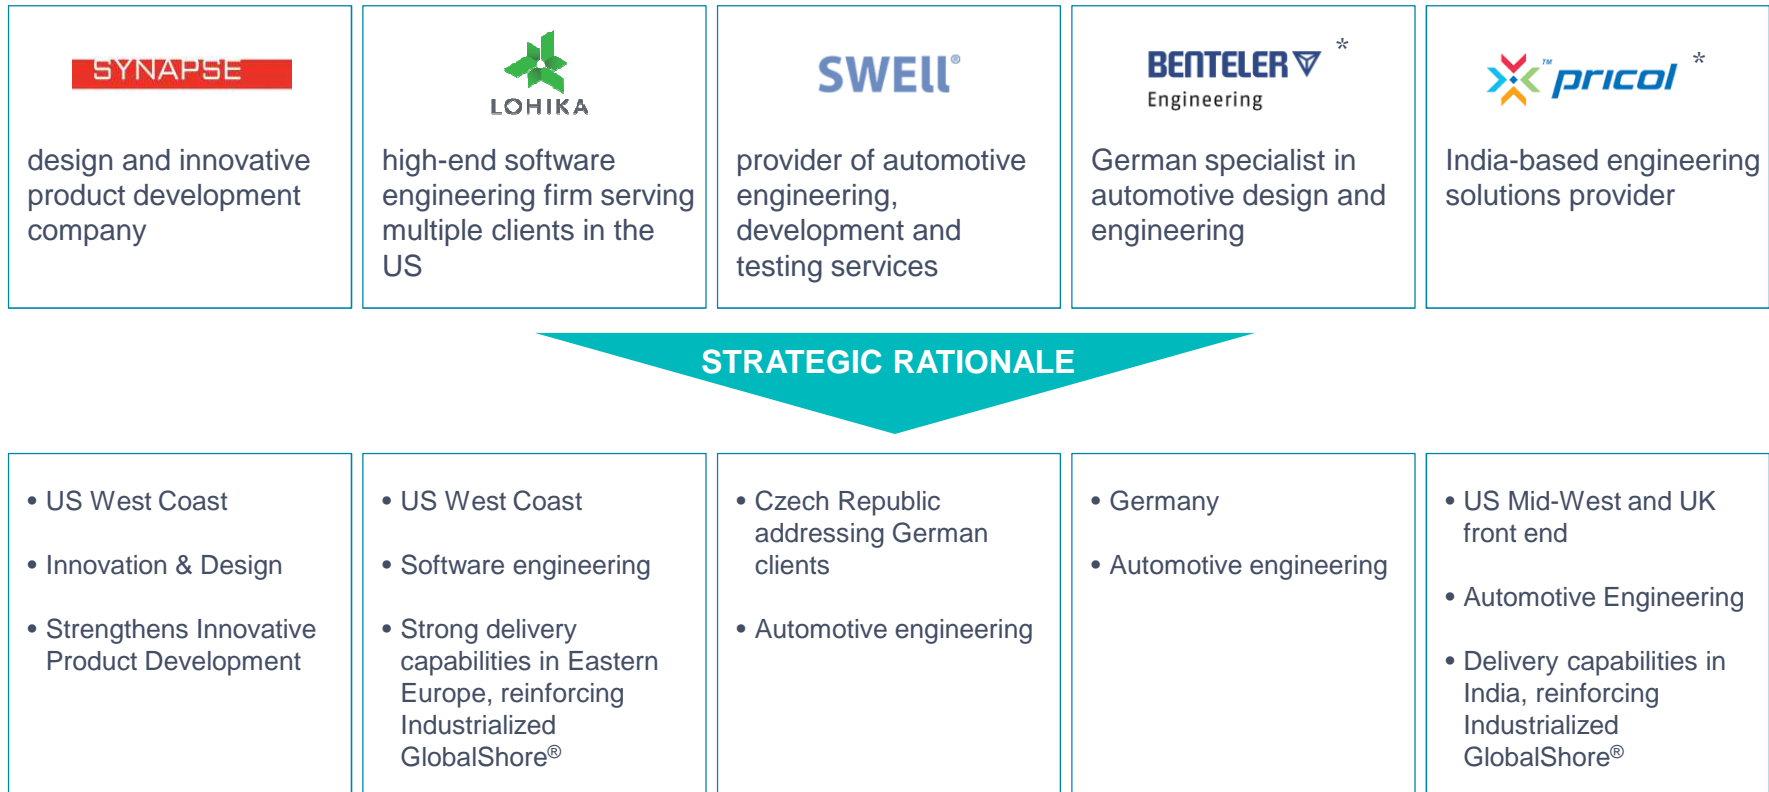 SYNAPSE
design and innovative
product development
company
LOHIKA
high-end software
engineering firm serving
multiple clients in the
US
SWELL®
provider of automotive
engineering,
development and
testing services
BENTELER *
Engineering
German specialist in
automotive design and
engineering
™ pricol *
India-based engineering
solutions provider
STRATEGIC RATIONALE
• US West Coast
• Innovation & Design
• Strengthens Innovative
Product Development
• US West Coast
• Software engineering
• Strong delivery
capabilities in Eastern
Europe, reinforcing
Industrialized
GlobalShore®
• Czech Republic
addressing German
clients
• Automotive engineering
• Germany
• Automotive engineering
• US Mid-West and UK
front end
• Automotive Engineering
• Delivery capabilities in
India, reinforcing
Industrialized
GlobalShore®